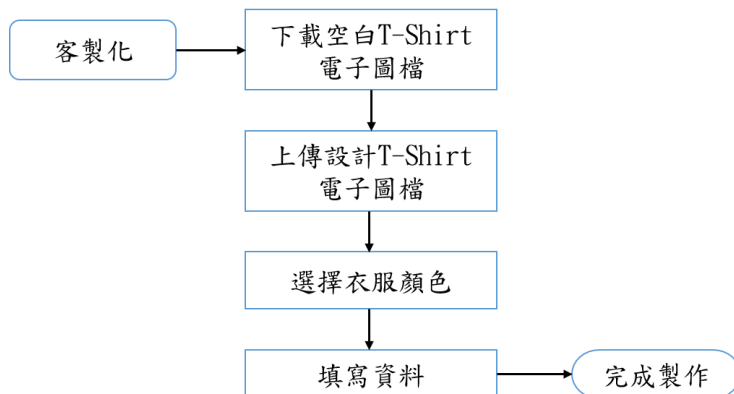 客製化
下載空白T-Shirt
電子圖檔
上傳設計T-Shirt
電子圖檔
選擇衣服顏色
填寫資料
完成製作